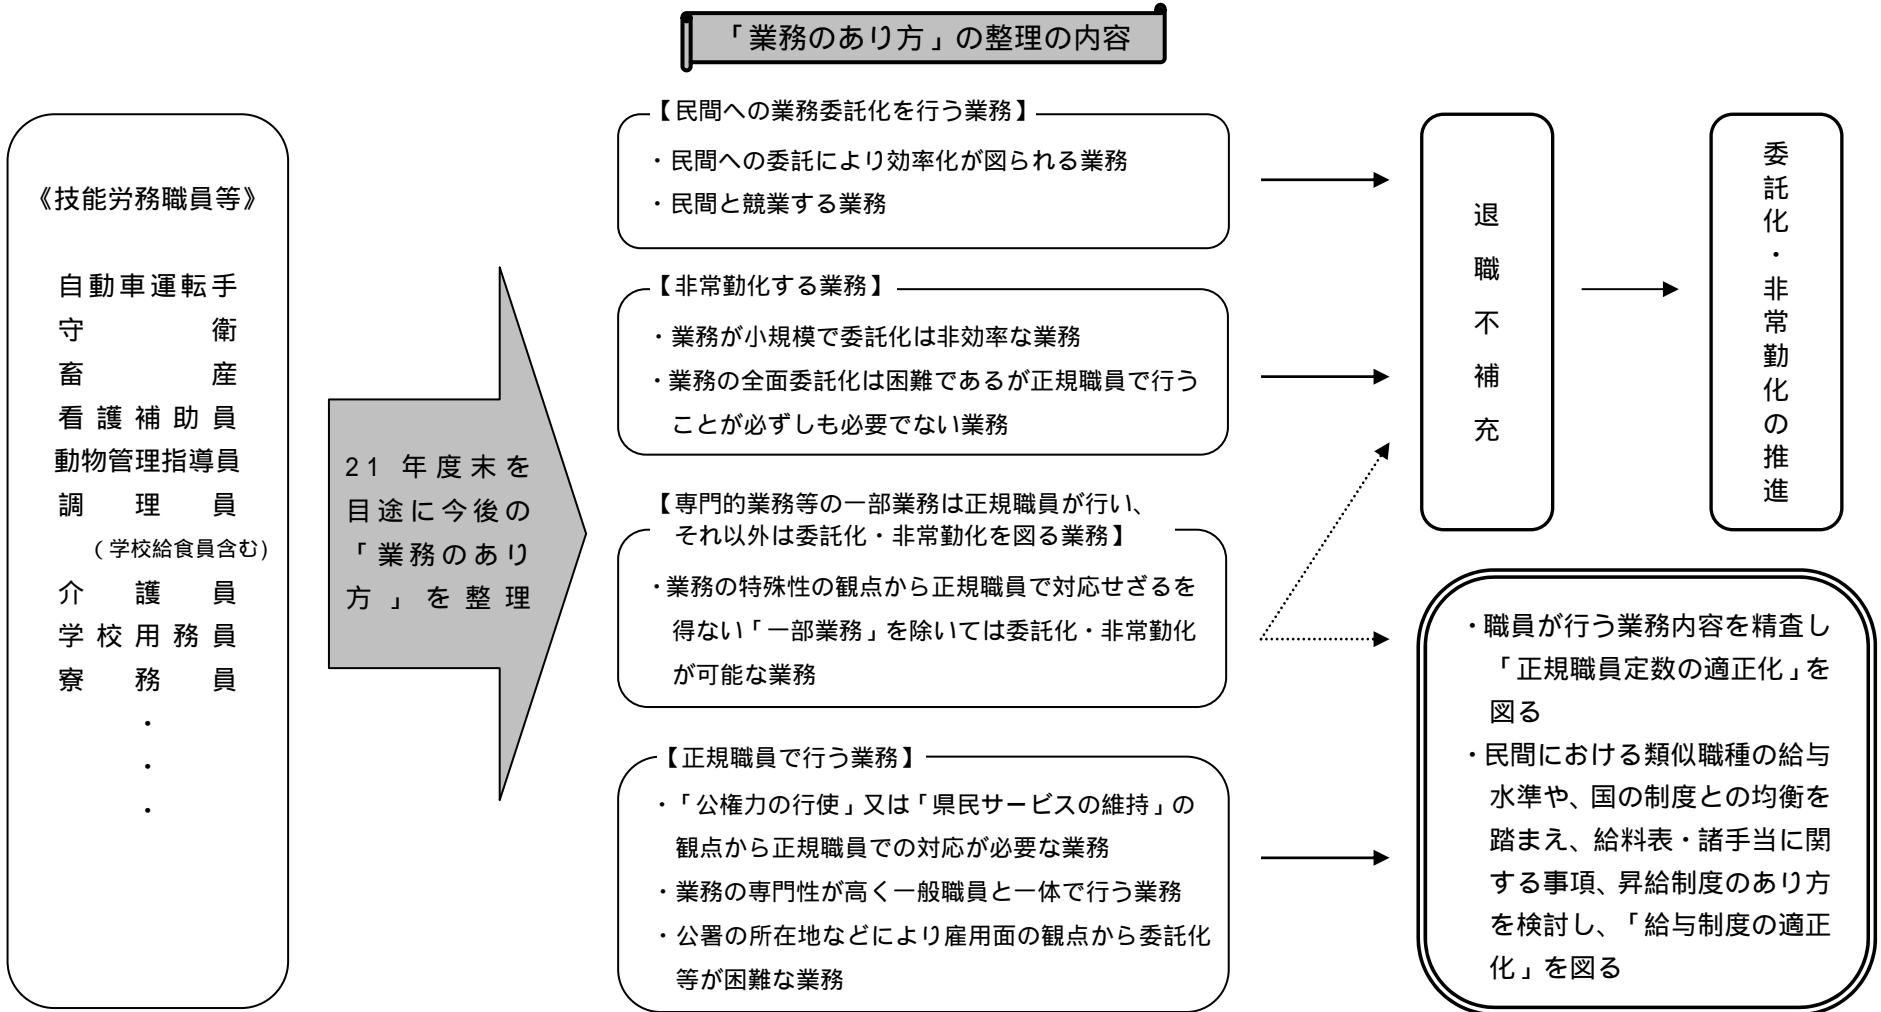 「業務のあり方」の整理の内容
《技能労務職員等》
自動車運転手
守衛
畜産
看護補助員
動物管理指導員
調理員
(学校給食員含む)
介護員
学校用務員
寮務員
・
・
・
21年度末を
目途に今後の
「業務のあり
方」を整理
【民間への業務委託化を行う業務】
・民間への委託により効率化が図られる業務
・民間と競業する業務
【非常勤化する業務】
・業務が小規模で委託化は非効率な業務
・業務の全面委託化は困難であるが正規職員で行う
ことが必ずしも必要でない業務
【専門的業務等の一部業務は正規職員が行い、
それ以外は委託化・非常勤化を図る業務】
・業務の特殊性の観点から正規職員で対応せざるを
得ない「一部業務」を除いては委託化・非常勤化
が可能な業務
【正規職員で行う業務】
・「公権力の行使」又は「県民サービスの維持」の
観点から正規職員での対応が必要な業務
・業務の専門性が高く一般職員と一体で行う業務
・公署の所在地などにより雇用面の観点から委託化
等が困難な業務
退職不補充
委託化・非常勤化の推進
・職員が行う業務内容を精査し
「正規職員定数の適正化」を
図る
・民間における類似職種の給与
水準や、国の制度との均衡を
踏まえ、給料表・諸手当に関
する事項、昇給制度のあり方
を検討し、「給与制度の適正
化」を図る